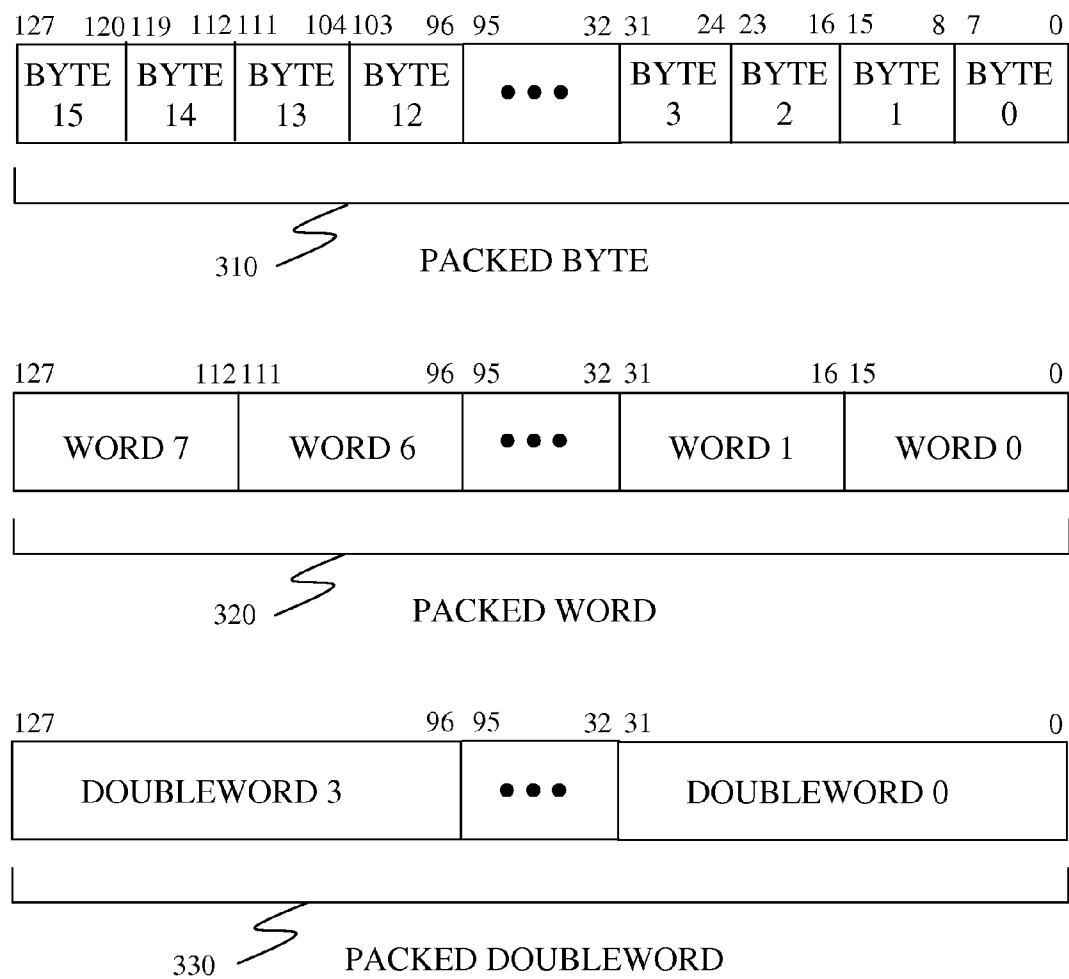 127 120 119 112 111 104 103 96 95 32 31 24 23 16 15 8 7 0
BYTE 15 BYTE 14 BYTE 13 BYTE 12 ••• BYTE 3 BYTE 2 BYTE 1 BYTE 0
310 PACKED BYTE
127 112 111 96 95 32 31 16 15 0
WORD 7 WORD 6 ••• WORD 1 WORD 0
320 PACKED WORD
127 96 95 32 31 0
DOUBLEWORD 3 ••• DOUBLEWORD 0
330 PACKED DOUBLEWORD